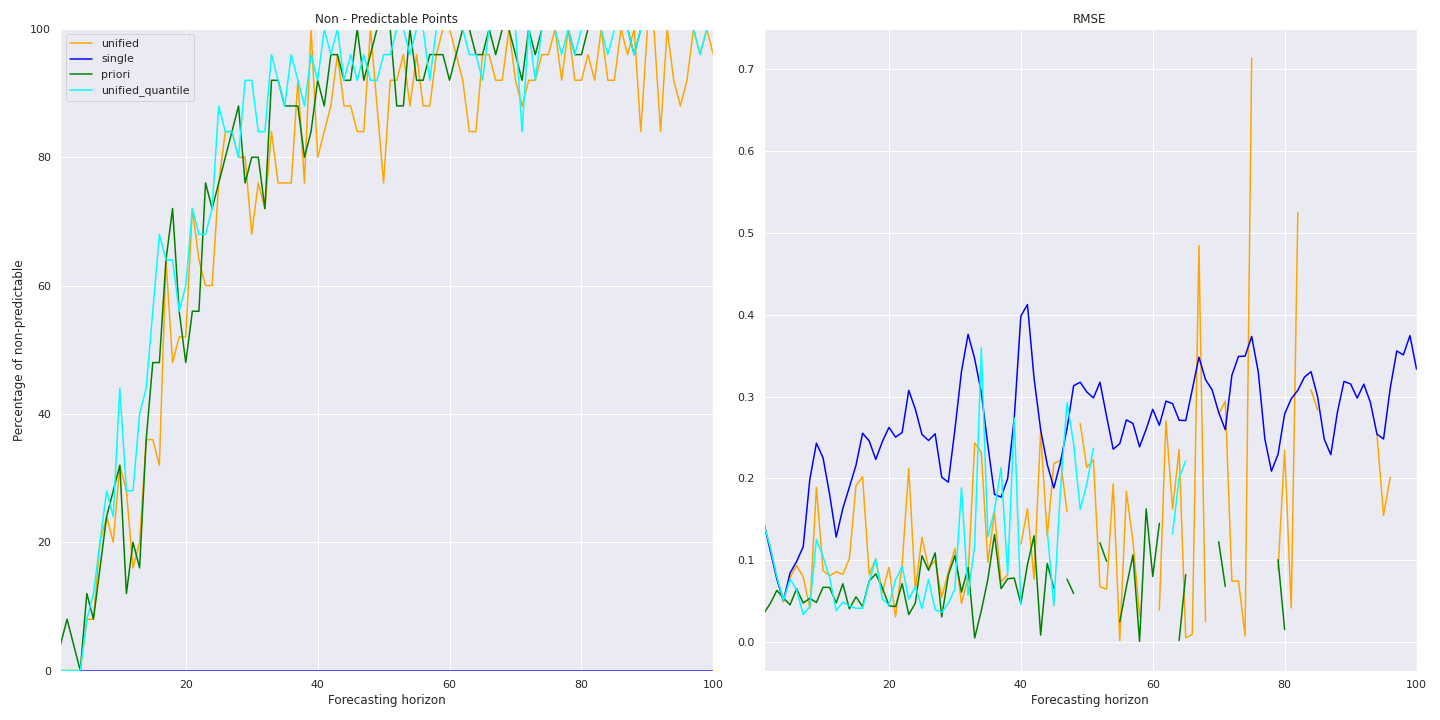 Non - Predictable Points
100
80
60
40
20
0
Percentage of non-predictable
unified
single
priori
unified_quantile
20
40
60
80
100
Forecasting horizon
RMSE
0.7
0.6
0.5
0.4
0.3
0.2
0.1
0.0
20
40
60
80
100
Forecasting horizon